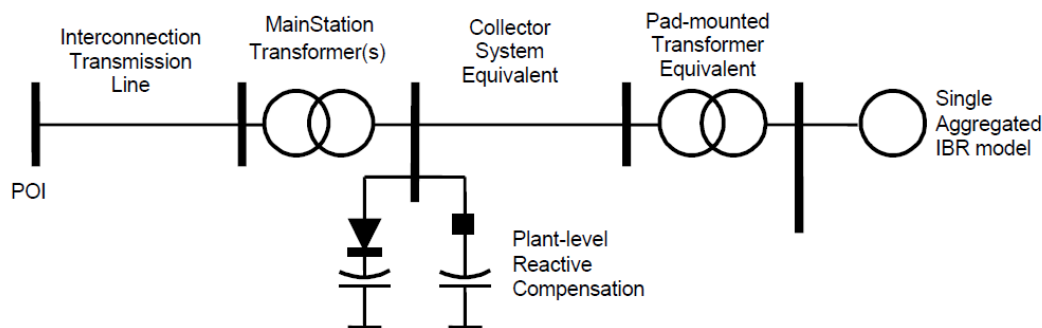 Interconnection
Transmission
Line
MainStation
Transformer(s)
Collector
System
Equivalent
Pad-mounted
Transformer
Equivalent
Single
Aggregated
IBR model
POI
Plant-level
Reactive
Compensation